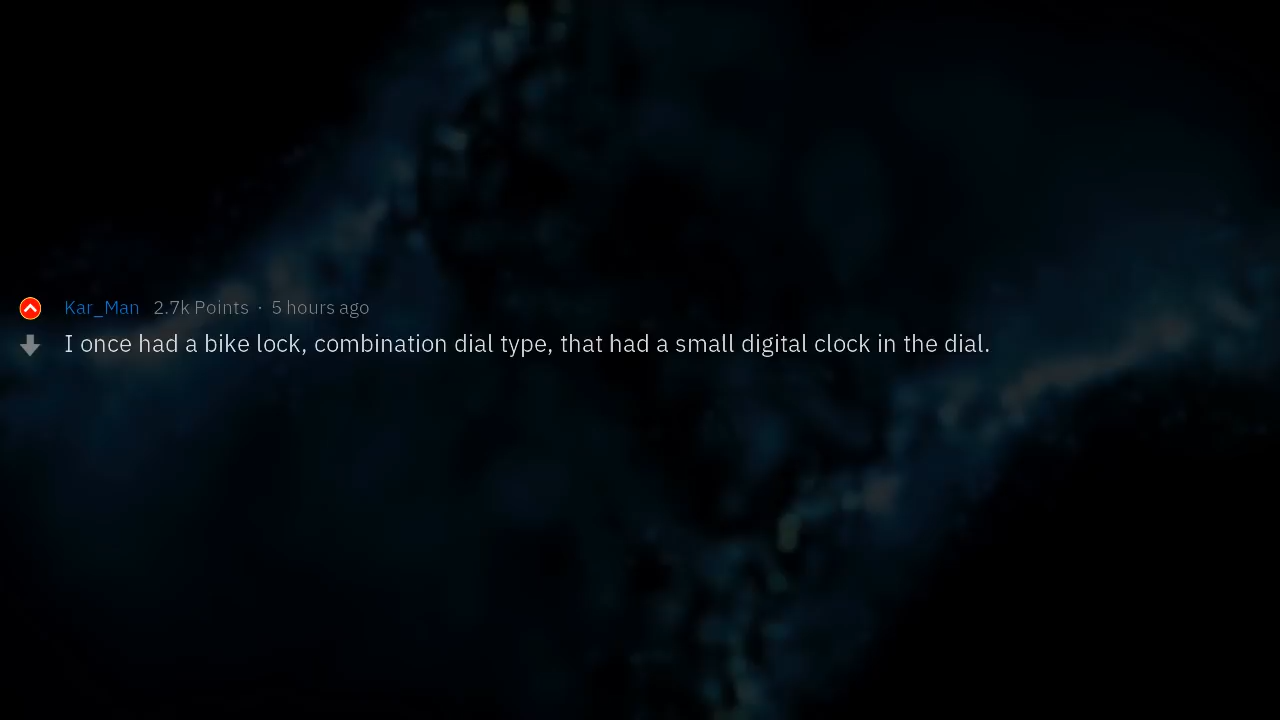 Kar_Man 2.7k Points · 5 hours ago
I once had a bike lock, combination dial type, that had a small digital clock in the dial.